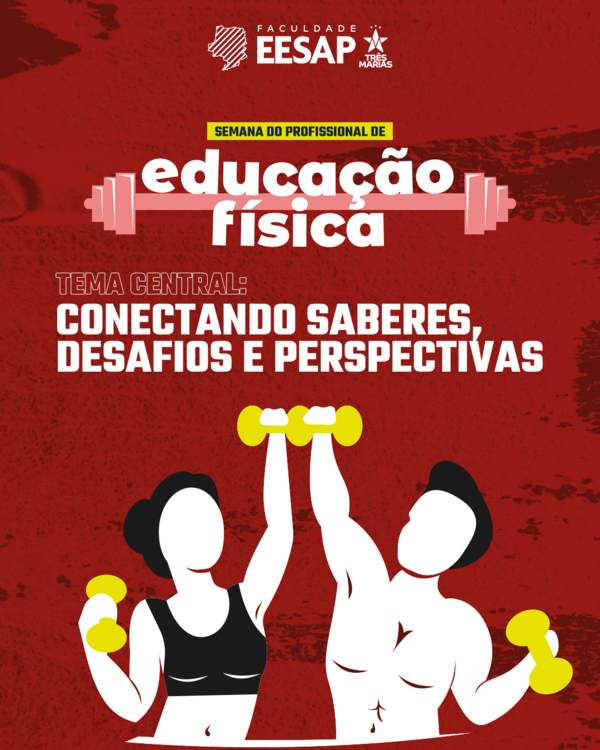 FACULDADE
EESAP
TRÊS
MARIAS
SEMANA DO PROFISSIONAL DE
educação
física
TEMA CENTRAL:
CONECTANDO SABERES,
DESAFIOS E PERSPECTIVAS